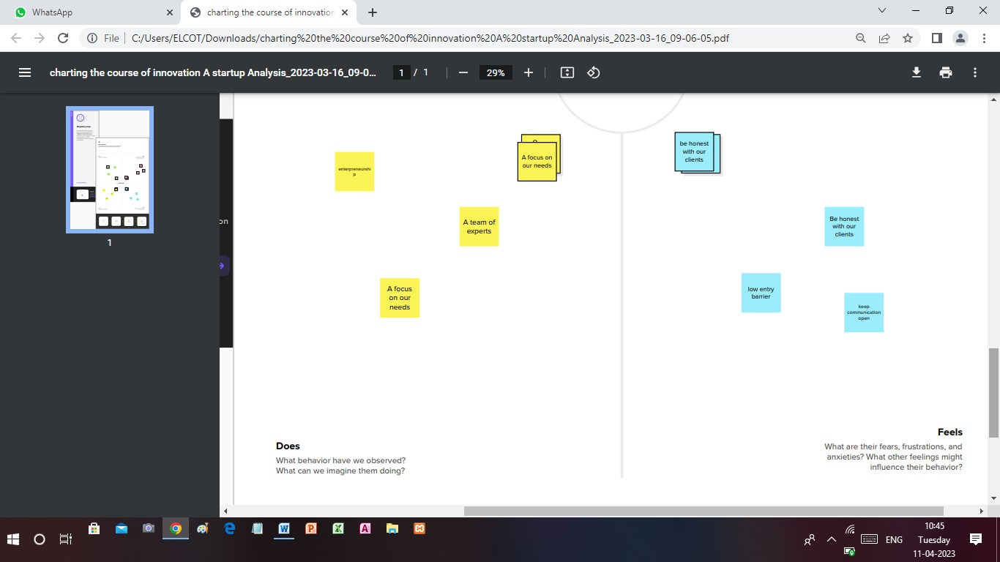 WhatsApp
charting the course of innovation
File
C:/Users/ELCOT/Downloads/charting%20the%20course%20of%20innovation%20A%20startup%20Analysis_2023-03-16_09-06-05.pdf
charting the course of innovation A startup Analysis_2023-03-16_09-0...
1 / 1
29%
1
on
enterpreneurshi
p
A focus on
our needs
be honest
with our
clients
A team of
experts
Be honest
with our
clients
A focus
on our
needs
low entry
barrier
keep
communication
open
Does
What behavior have we observed?
What can we imagine them doing?
Feels
What are their fears, frustrations, and
anxieties? What other feelings might
influence their behavior?
ENG
10:45
Tuesday
11-04-2023